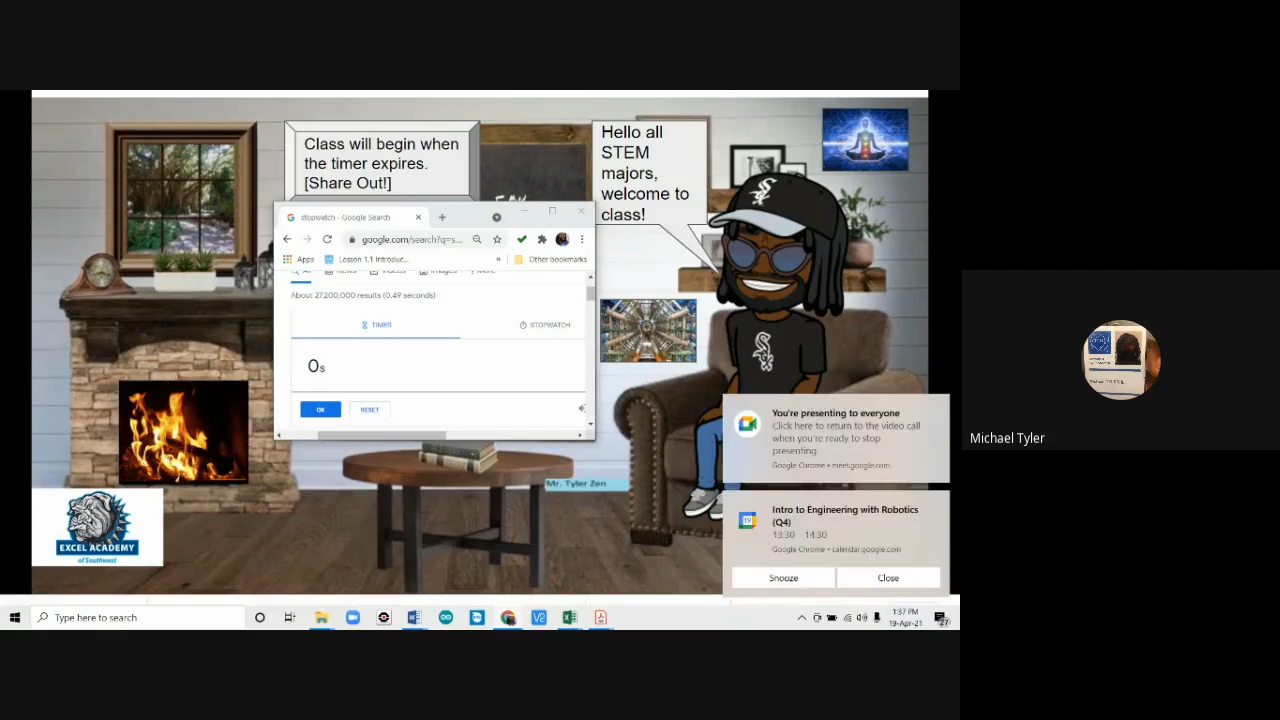 Class will begin when
the timer expires.
[Share Out!]
Hello all
STEM
majors,
welcome to
class!
stopwatch - Google Search
google.com/search?q=s...
Apps
Lesson 1.1 Introduc...
»
Other bookmarks
About 27,200,000 results (0.49 seconds)
TIMER
STOPWATCH
0s
OK
RESET
Mr. Tyler Zen
EXCEL ACADEMY
of Southwest
You're presenting to everyone
Click here to return to the video call
when you're ready to stop
presenting
Google Chrome • meet.google.com
Intro to Engineering with Robotics
(Q4)
13:30 14:30
Google Chrome • calendar.google.com
Snooze
Close
Michael Tyler
Type here to search
1:37 PM
19-Apr-21
27